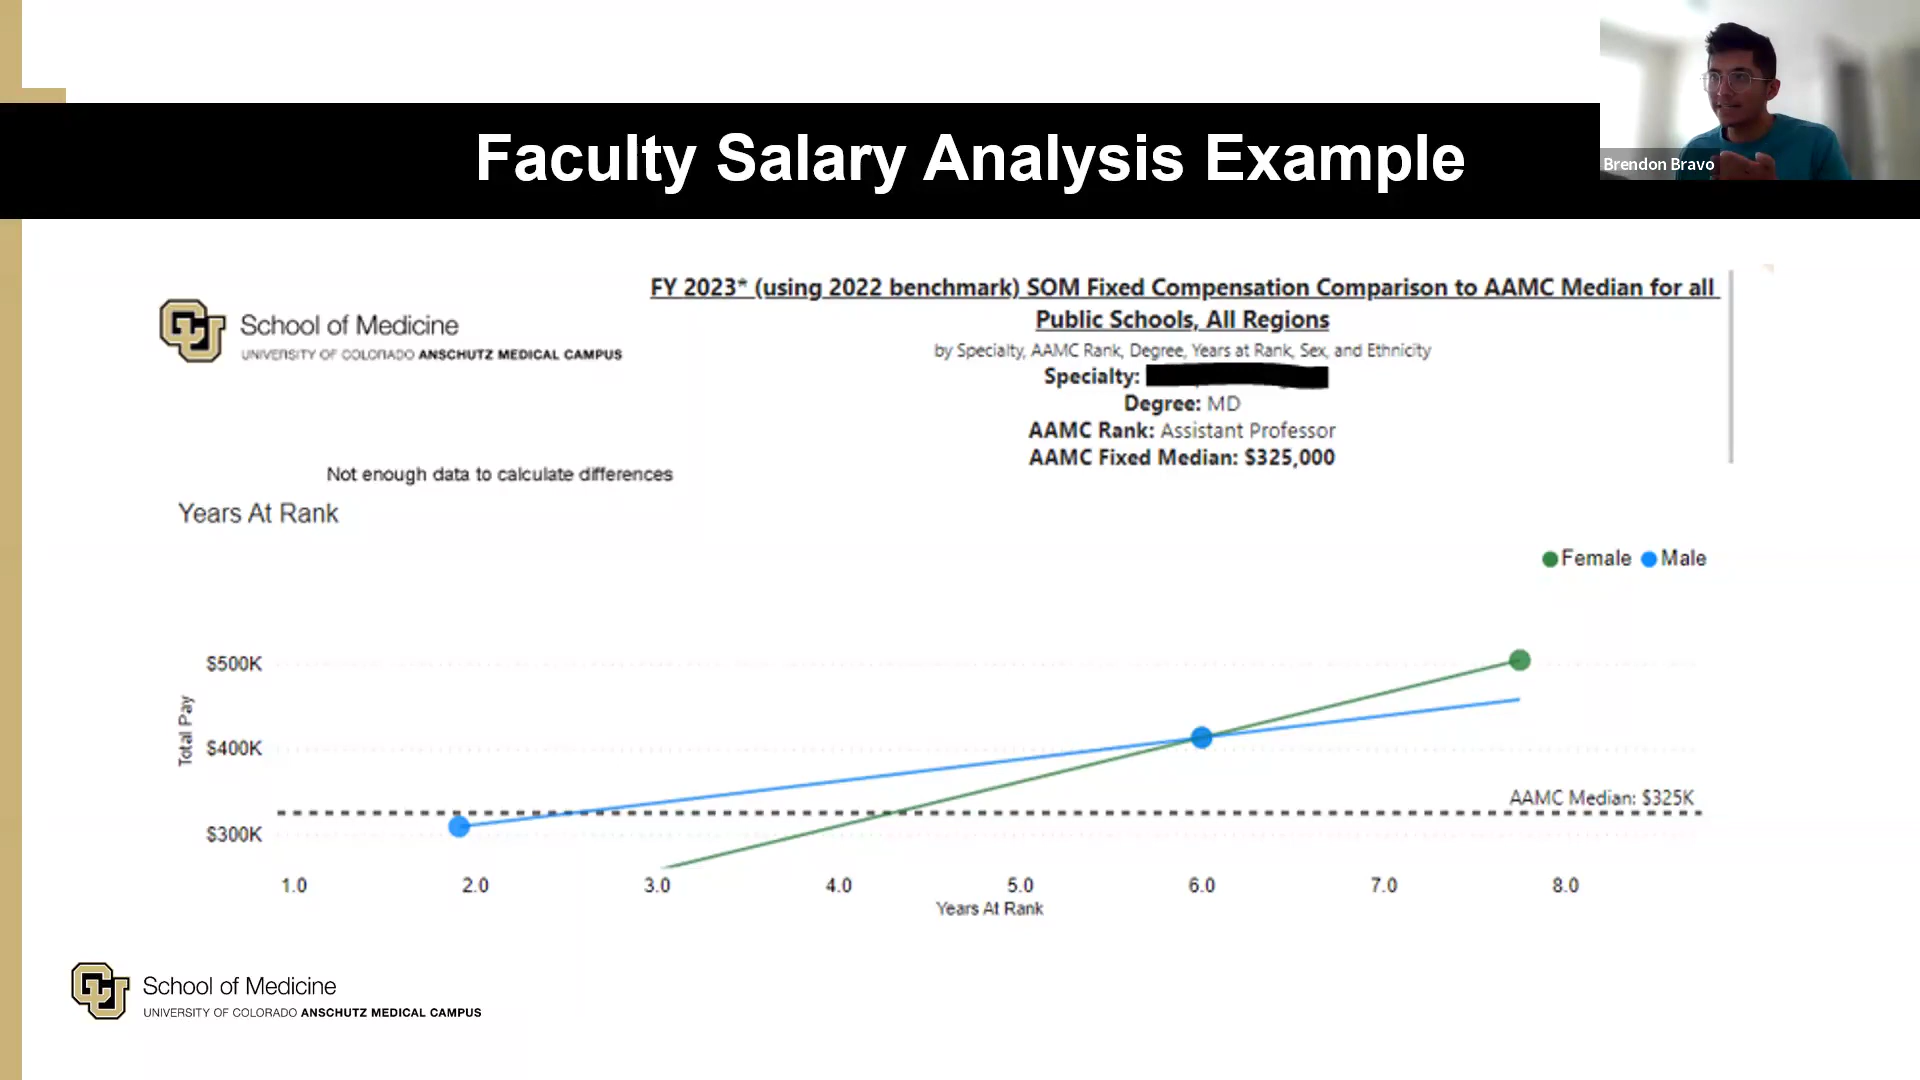 Faculty Salary Analysis Example
Brendon Bravo
CU
School of Medicine
UNIVERSITY OF COLORADO ANSCHUTZ MEDICAL CAMPUS
FY 2023* (using 2022 benchmark) SOM Fixed Compensation Comparison to AAMC Median for all
Public Schools, All Regions
by Specialty, AAMC Rank, Degree, Years at Rank, Sex, and Ethnicity
Specialty:
Degree: MD
AAMC Rank: Assistant Professor
AAMC Fixed Median: $325,000
Not enough data to calculate differences
Years At Rank
Female Male
Total Pay
$500K
$400K
$300K
AAMC Median: $325K
1.0 2.0 3.0 4.0 5.0 6.0 7.0 8.0
Years At Rank
CU
School of Medicine
UNIVERSITY OF COLORADO ANSCHUTZ MEDICAL CAMPUS